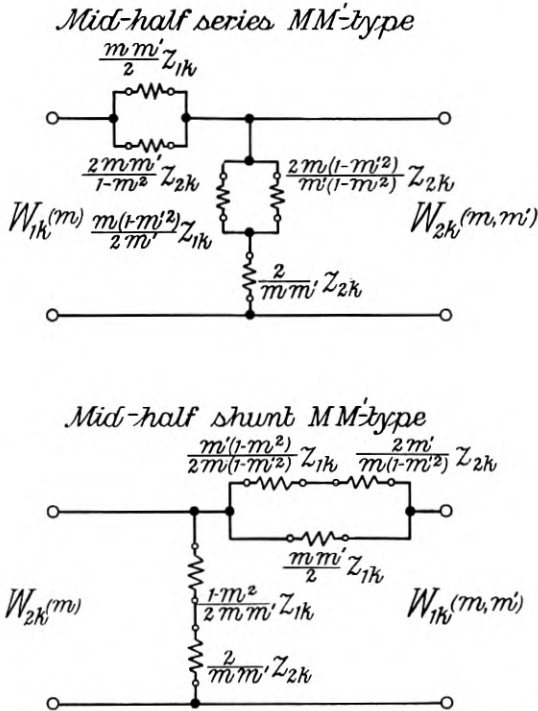 Mid-half series MM'-type
mm'/2 Z1k
2mm'/1-m² Z2k
2m(1-m'²)/m'(1-m²) Z2k
W1k(m)
m(1-m'²)/2m' Z1k
W2k(m,m')
2/mm' Z2k
Mid-half shunt MM'-type
m'(1-m²)/2m(1-m'²) Z1k
2m'/m(1-m'²) Z2k
mm'/2 Z1k
W2k(m)
1-m²/2mm' Z1k
W1k(m,m')
2/mm' Z2k